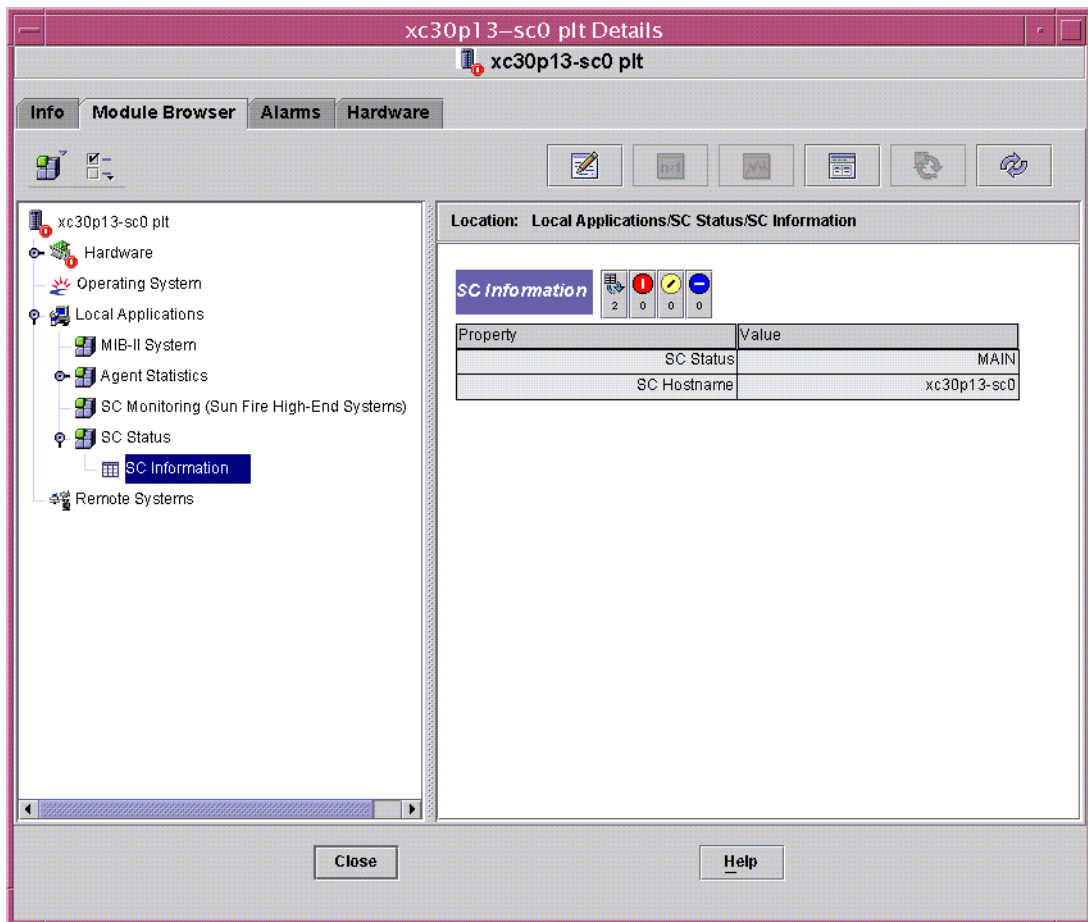 xc30p13–sc0 plt Details
xc30p13-sc0 plt
Info Module Browser Alarms Hardware
xc30p13-sc0 plt
Hardware
Operating System
Local Applications
MIB-II System
Agent Statistics
SC Monitoring (Sun Fire High-End Systems)
SC Status
SC Information
Remote Systems
Location: Local Applications/SC Status/SC Information
SC Information 2 0 0 0
Property Value
SC Status MAIN
SC Hostname xc30p13-sc0
Close Help